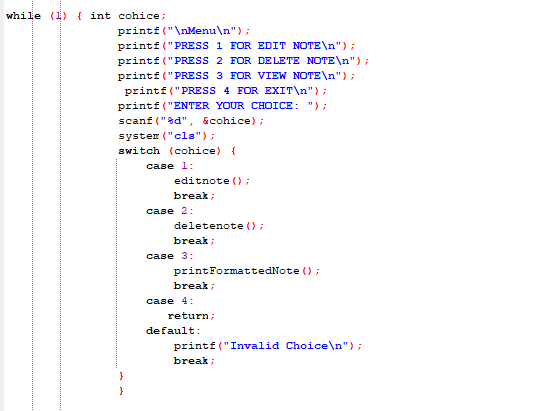 while (1) { int cohice;
printf("\nMenu\n");
printf("PRESS 1 FOR EDIT NOTE\n");
printf("PRESS 2 FOR DELETE NOTE\n");
printf("PRESS 3 FOR VIEW NOTE\n");
printf("PRESS 4 FOR EXIT\n");
printf("ENTER YOUR CHOICE: ");
scanf("%d", &cohice);
system("cls");
switch (cohice) {
case 1:
editnote();
break;
case 2:
deletenote();
break;
case 3:
printFormattedNote();
break;
case 4:
return;
default:
printf("Invalid Choice\n");
break;
}
}